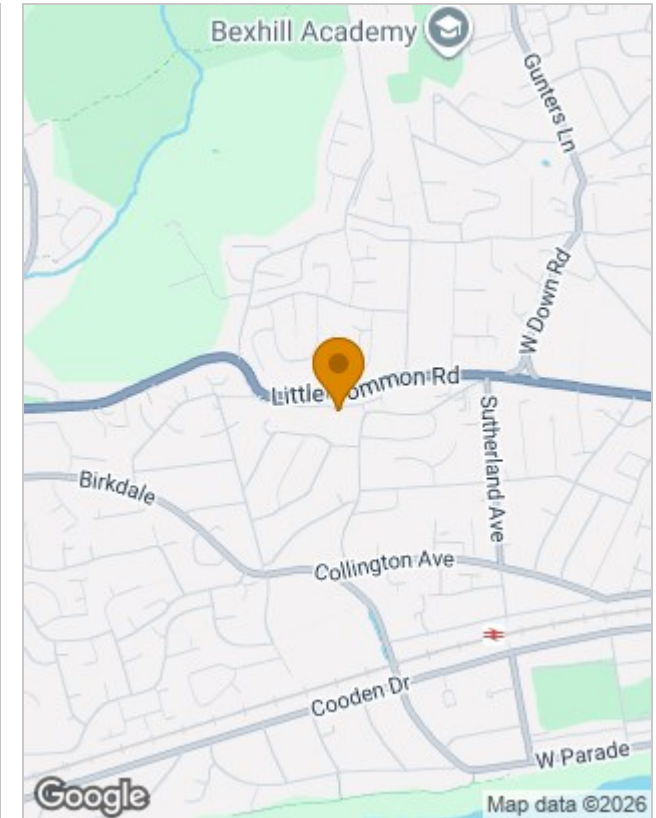 Bexhill Academy
Gunters Ln
W Down Rd
Little Common Rd
Sutherland Ave
Birkdale
Collington Ave
Cooden Dr
W Parade
Google
Map data ©2026